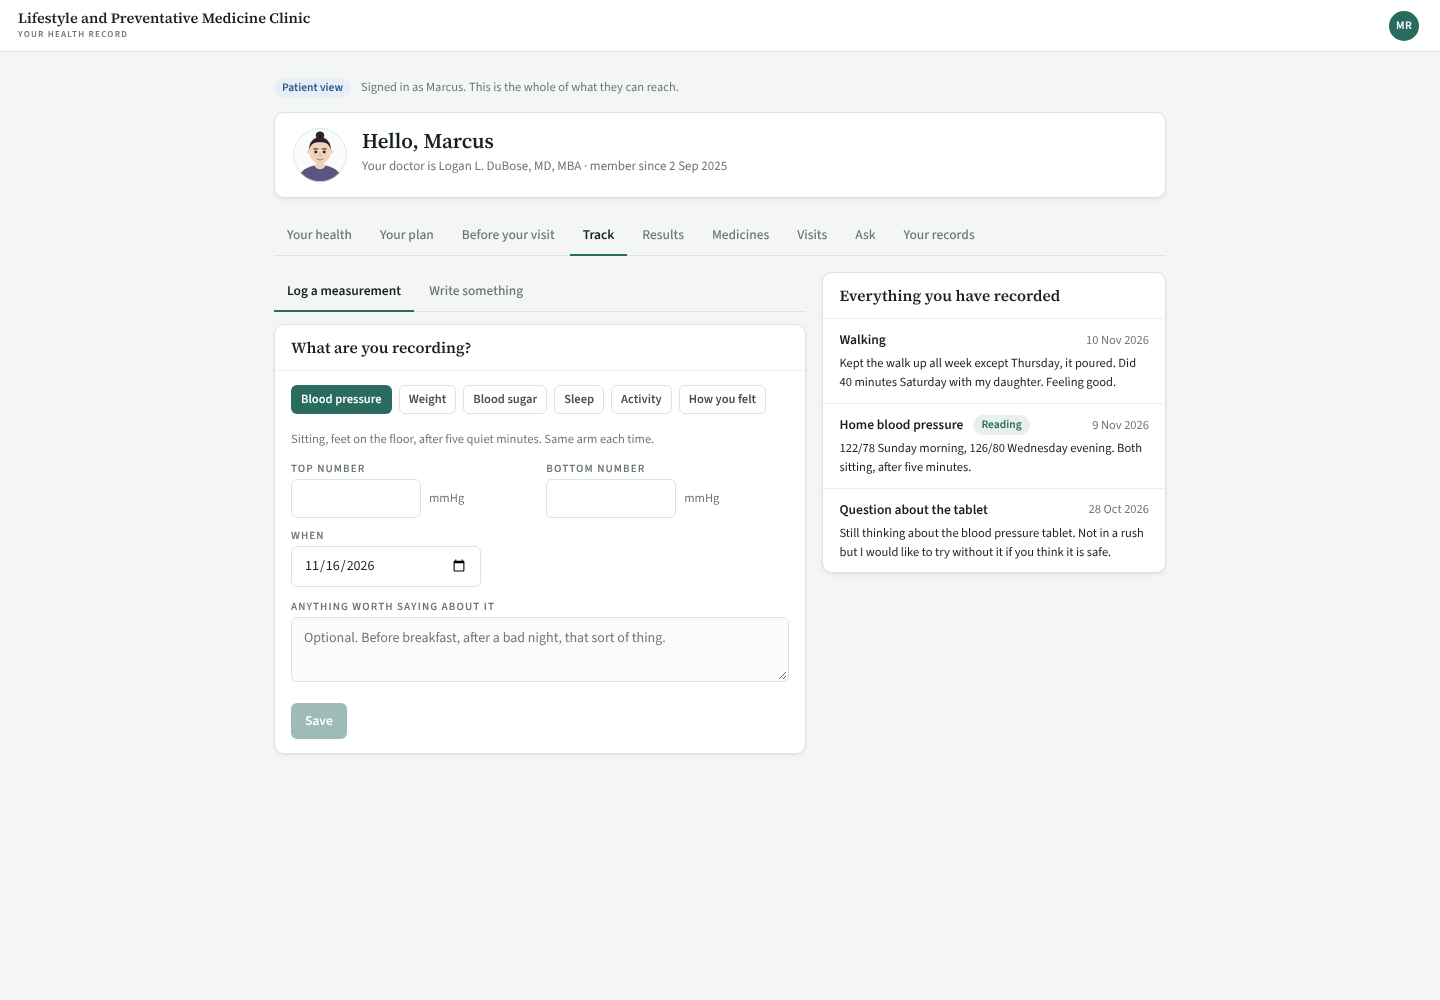 Lifestyle and Preventative Medicine Clinic
YOUR HEALTH RECORD
MR
Patient view
Signed in as Marcus. This is the whole of what they can reach.
Hello, Marcus
Your doctor is Logan L. DuBose, MD, MBA · member since 2 Sep 2025
Your health
Your plan
Before your visit
Track
Results
Medicines
Visits
Ask
Your records
Log a measurement
Write something
What are you recording?
Blood pressure
Weight
Blood sugar
Sleep
Activity
How you felt
Sitting, feet on the floor, after five quiet minutes. Same arm each time.
TOP NUMBER
mmHg
BOTTOM NUMBER
mmHg
WHEN
11/16/2026
ANYTHING WORTH SAYING ABOUT IT
Optional. Before breakfast, after a bad night, that sort of thing.
Save
Everything you have recorded
Walking
10 Nov 2026
Kept the walk up all week except Thursday, it poured. Did
40 minutes Saturday with my daughter. Feeling good.
Home blood pressure
Reading
9 Nov 2026
122/78 Sunday morning, 126/80 Wednesday evening. Both
sitting, after five minutes.
Question about the tablet
28 Oct 2026
Still thinking about the blood pressure tablet. Not in a rush
but I would like to try without it if you think it is safe.